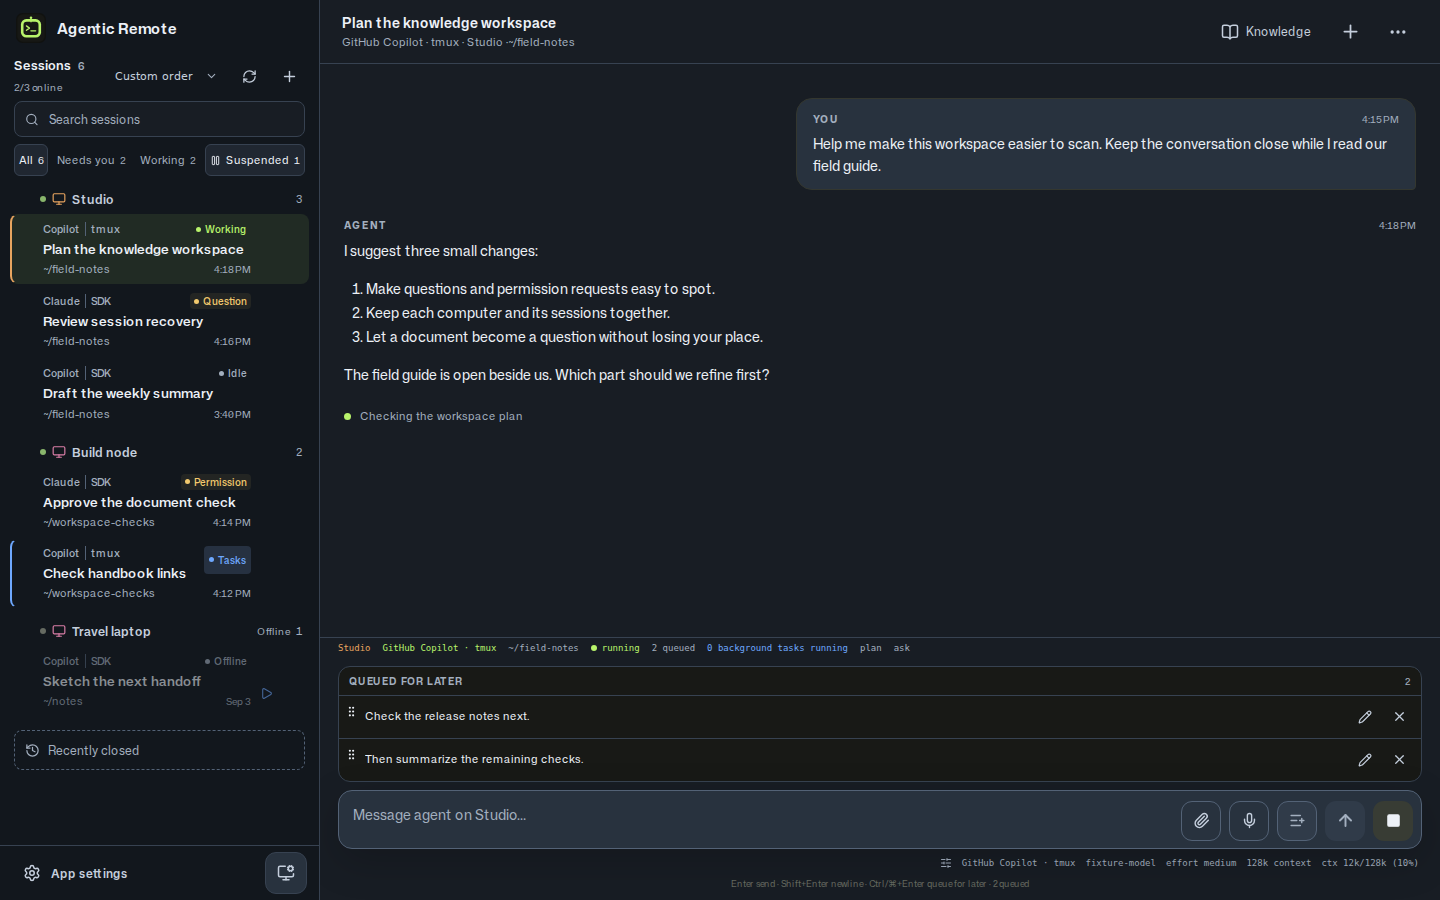 Agentic Remote
Sessions 6
2/3 online
Custom order
Search sessions
All 6
Needs you 2
Working 2
Suspended 1
Studio 3
Copilot | tmux
Working
Plan the knowledge workspace
~/field-notes
4:18 PM
Claude | SDK
Question
Review session recovery
~/field-notes
4:16 PM
Copilot | SDK
Idle
Draft the weekly summary
~/field-notes
3:40 PM
Build node 2
Claude | SDK
Permission
Approve the document check
~/workspace-checks
4:14 PM
Copilot | tmux
Tasks
Check handbook links
~/workspace-checks
4:12 PM
Travel laptop
Offline 1
Copilot | SDK
Offline
Sketch the next handoff
~/notes
Sep 3
Recently closed
App settings
Plan the knowledge workspace
GitHub Copilot · tmux · Studio · ~/field-notes
Knowledge
YOU
4:15 PM
Help me make this workspace easier to scan. Keep the conversation close while I read our
field guide.
AGENT
4:18 PM
I suggest three small changes:
1. Make questions and permission requests easy to spot.
2. Keep each computer and its sessions together.
3. Let a document become a question without losing your place.
The field guide is open beside us. Which part should we refine first?
Checking the workspace plan
Studio GitHub Copilot · tmux ~/field-notes running 2 queued 0 background tasks running plan ask
QUEUED FOR LATER 2
Check the release notes next.
Then summarize the remaining checks.
Message agent on Studio...
GitHub Copilot · tmux fixture-model effort medium 128k context ctx 12k/128k (10%)
Enter send · Shift+Enter newline · Ctrl/⌘+Enter queue for later · 2 queued